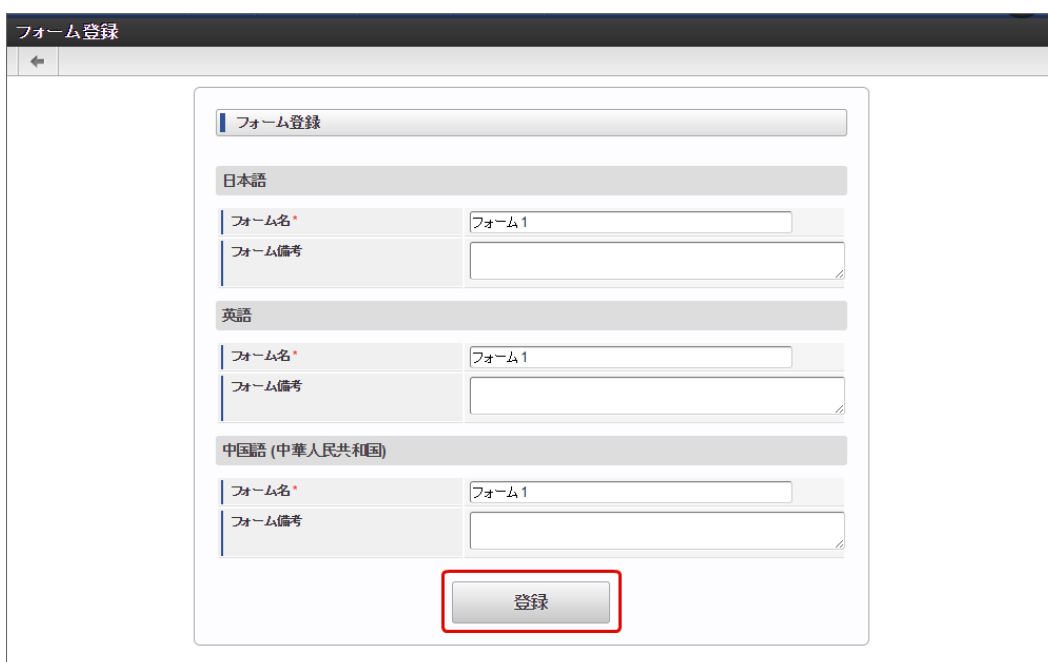 フォーム登録
フォーム登録
日本語
フォーム名* フォーム1
フォーム備考
英語
フォーム名* フォーム1
フォーム備考
中国語 (中華人民共和国)
フォーム名* フォーム1
フォーム備考
登録